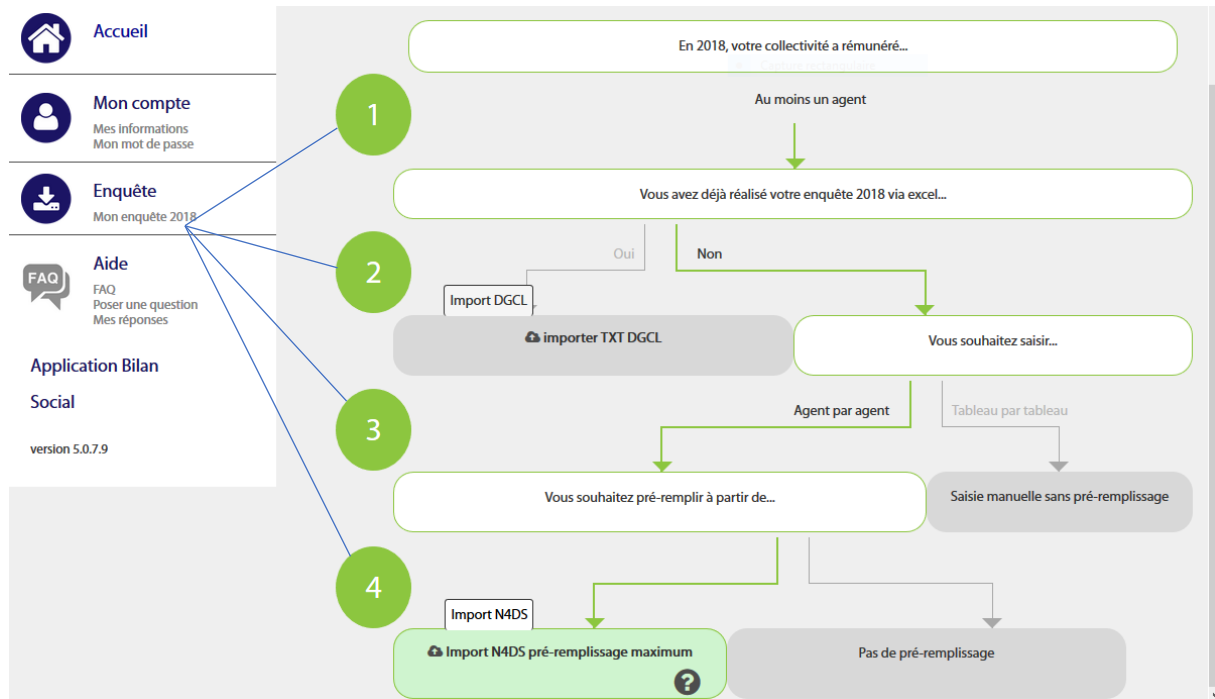 Accueil
Mon compte
Mes informations
Mon mot de passe
Enquête
Mon enquête 2018
FAQ
Aide
FAQ
Poser une question
Mes réponses
Application Bilan
Social
version 5.0.7.9
En 2018, votre collectivité a rémunéré...
1
Au moins un agent
Vous avez déjà réalisé votre enquête 2018 via excel...
2
Oui
Non
Import DGCL
importer TXT DGCL
Vous souhaitez saisir...
3
Agent par agent
Tableau par tableau
Vous souhaitez pré-remplir à partir de...
Saisie manuelle sans pré-remplissage
4
Import N4DS
Import N4DS pré-remplissage maximum
?
Pas de pré-remplissage